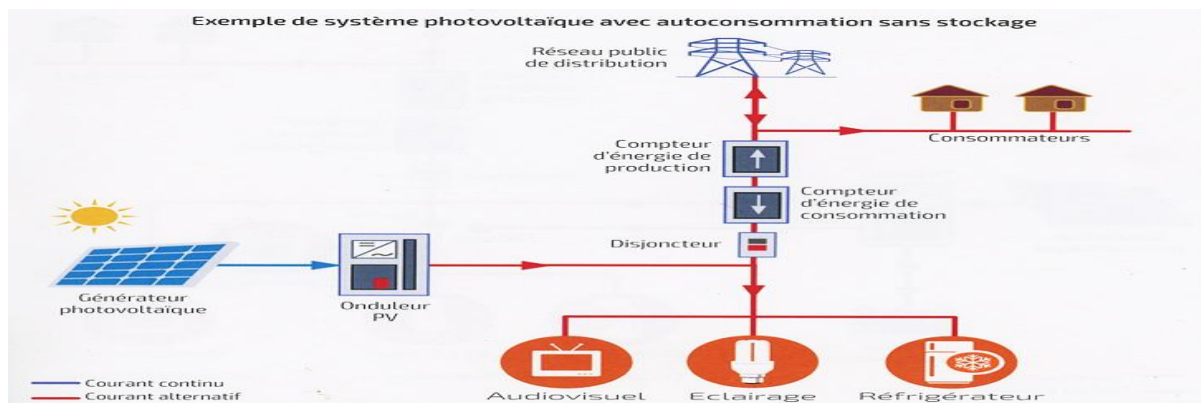 Exemple de système photovoltaïque avec autoconsommation sans stockage
Réseau public
de distribution
Consommateurs
Compteur
d'énergie de
production
Compteur
d'énergie de
consommation
Disjoncteur
Générateur
photovoltaïque
Onduleur
PV
Courant continu
Courant alternatif
Audiovisuel
Eclairage
Réfrigérateur